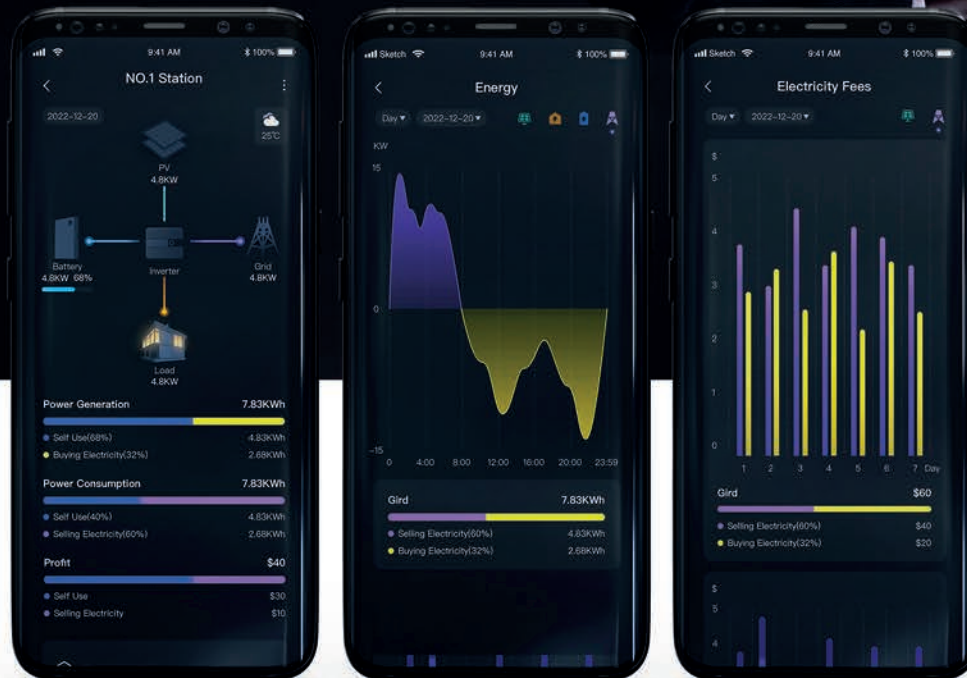 9:41 AM
100%
NO.1 Station
2022-12-20
25°C
PV
4.8KW
Battery
4.8KW 68%
Inverter
Grid
4.8KW
Load
4.8KW
Power Generation 7.83KWh
Self Use(68%) 4.83KWh
Buying Electricity(32%) 2.68KWh
Power Consumption 7.83KWh
Self Use(40%) 4.83KWh
Selling Electricity(60%) 2.68KWh
Profit $40
Self Use $30
Selling Electricity $10
Sketch 9:41 AM 100%
Energy
Day 2022-12-20
KW
15
0
-15
0 4:00 8:00 12:00 16:00 20:00 23:59
Gird 7.83KWh
Selling Electricity(60%) 4.83KWh
Buying Electricity(32%) 2.68KWh
Sketch 9:41 AM 100%
Electricity Fees
Day 2022-12-20
$
5
4
3
2
1
0
1 2 3 4 5 6 7 Day
Gird $60
Selling Electricity(60%) $40
Buying Electricity(32%) $20
$
5
4